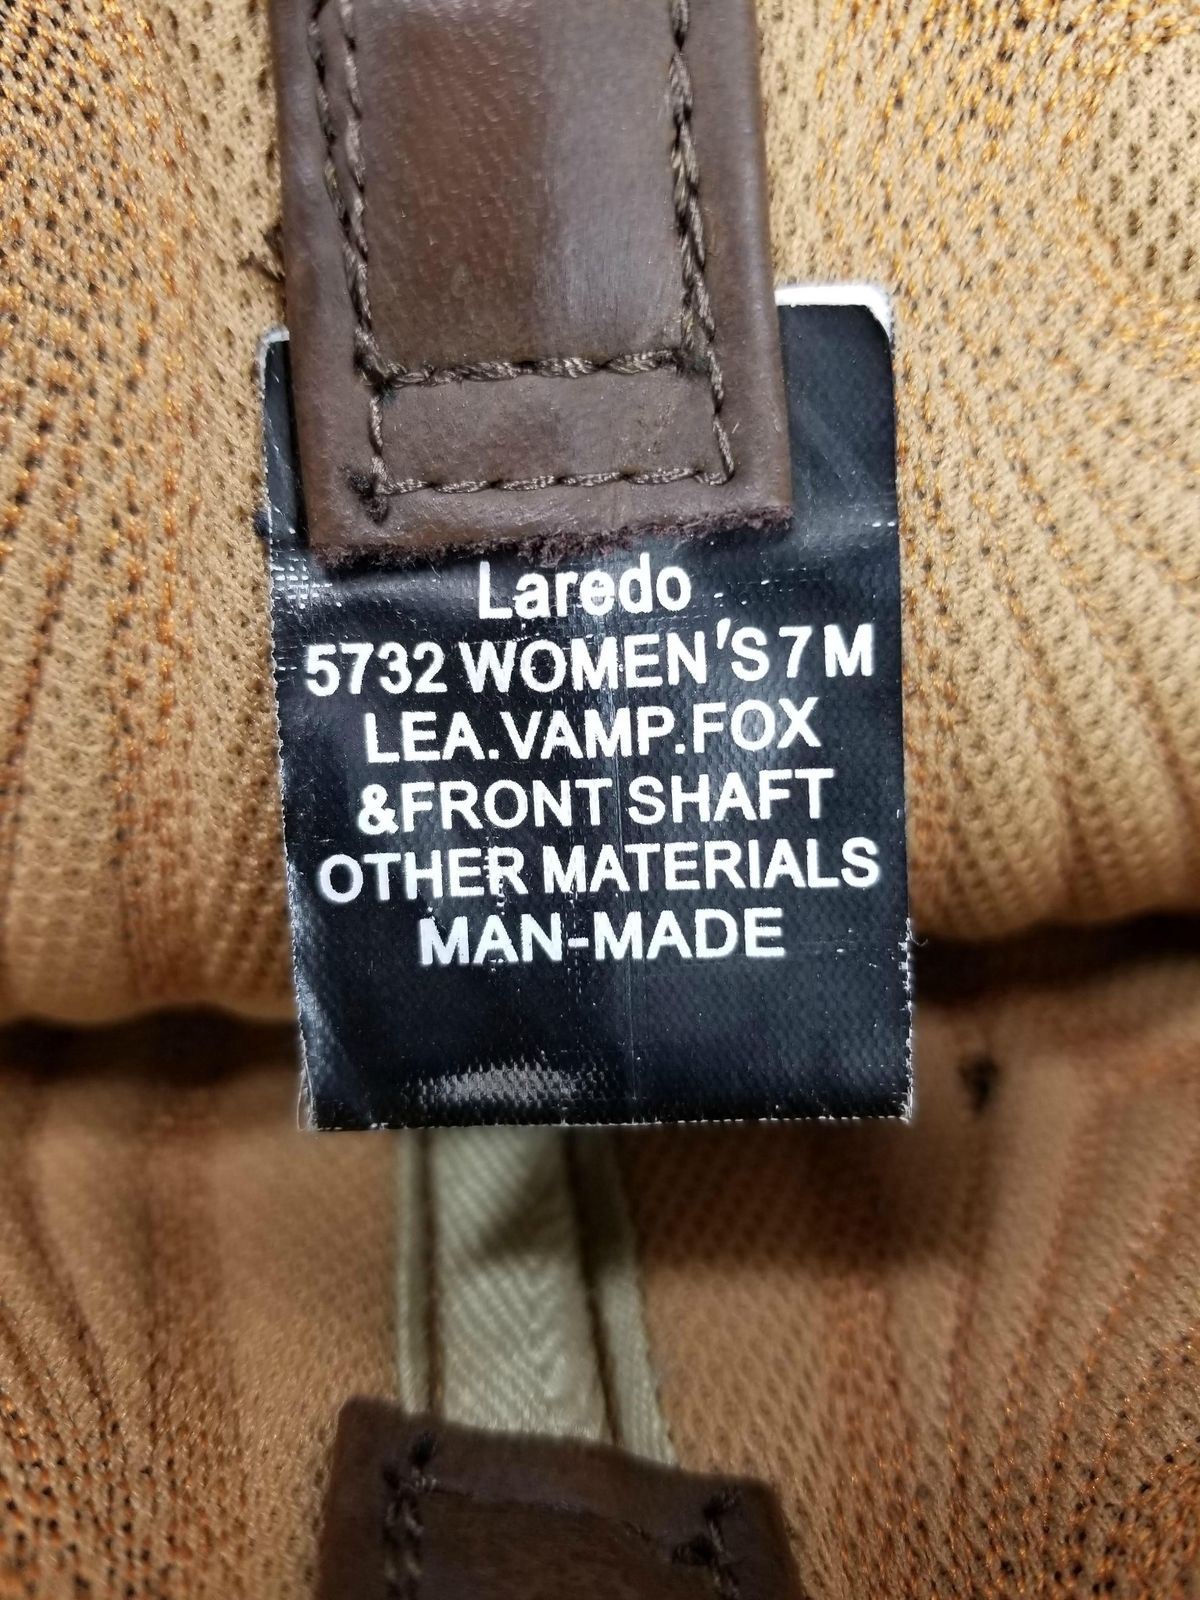 Laredo
5732 WOMEN'S 7 M
LEA.VAMP.FOX
&FRONT SHAFT
OTHER MATERIALS
MAN-MADE